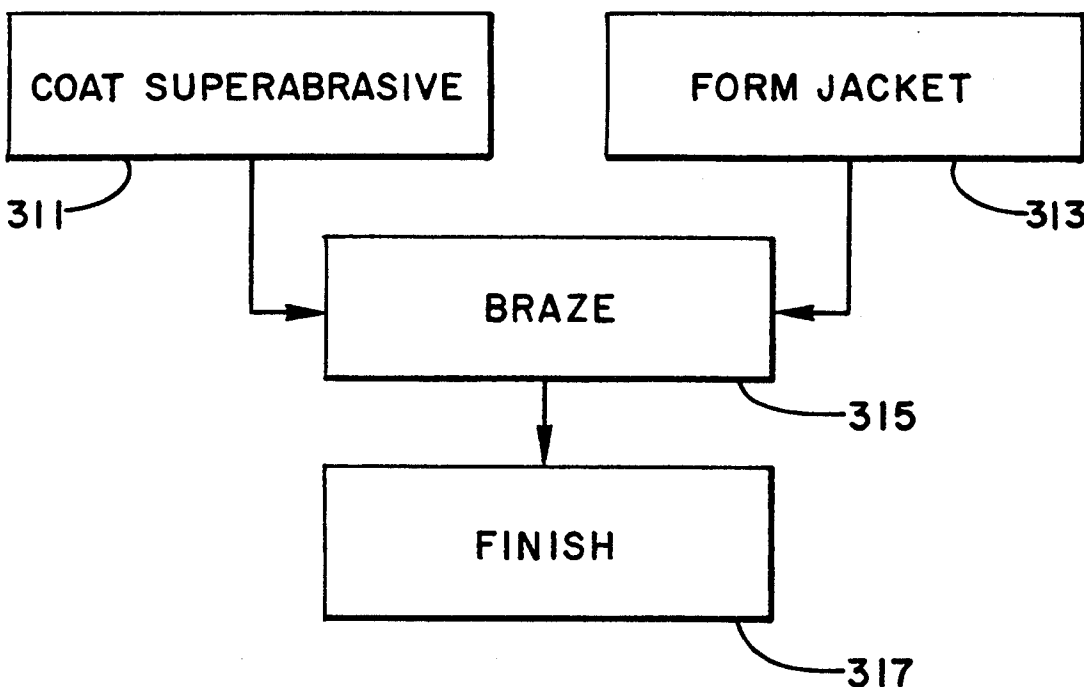 COAT SUPERABRASIVE
FORM JACKET
311
313
BRAZE
315
FINISH
317